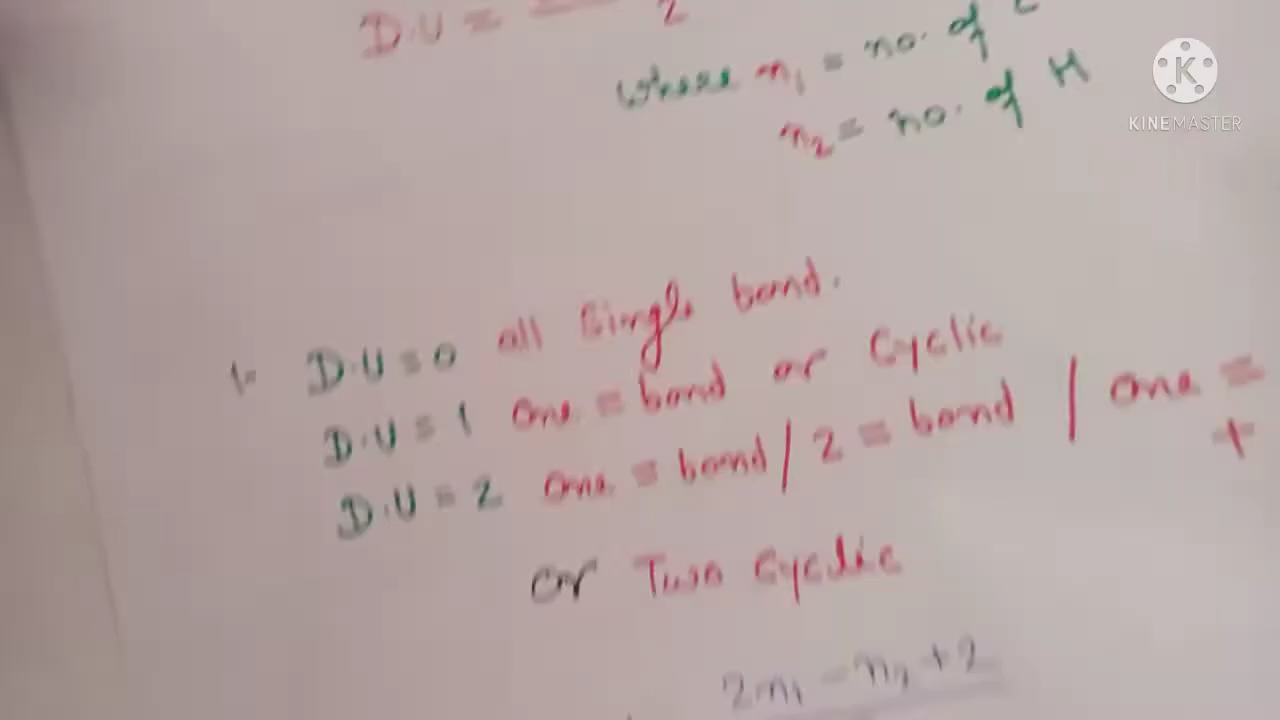 D.U = 2
where n₁ = no. of C
n₂ = no. of H
KINEMASTER
1. D.U = 0 all Single bond.
D.U = 1 One = bond or Cyclic
D.U = 2 One ≡ bond / 2 = bond / One =
+
or Two Cyclic
2n₁ - n₂ + 2